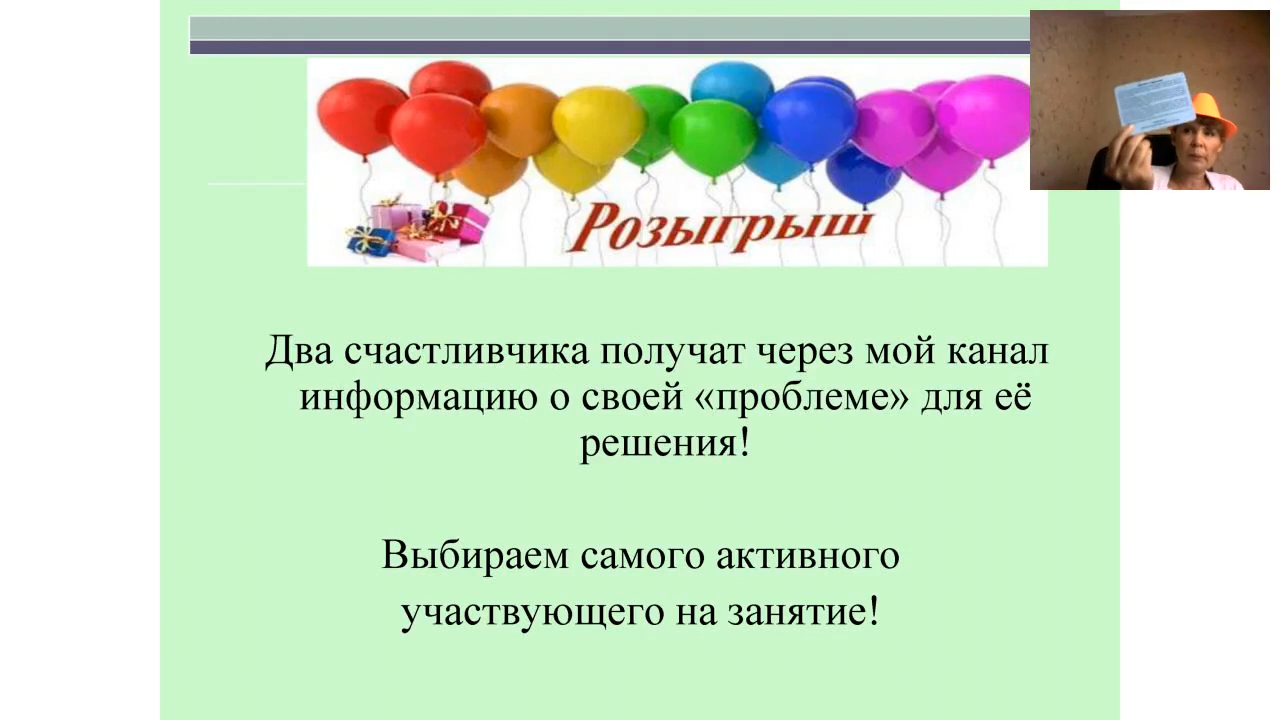 Розыгрыш
Два счастливчика получат через мой канал
информацию о своей «проблеме» для её
решения!
Выбираем самого активного
участвующего на занятие!